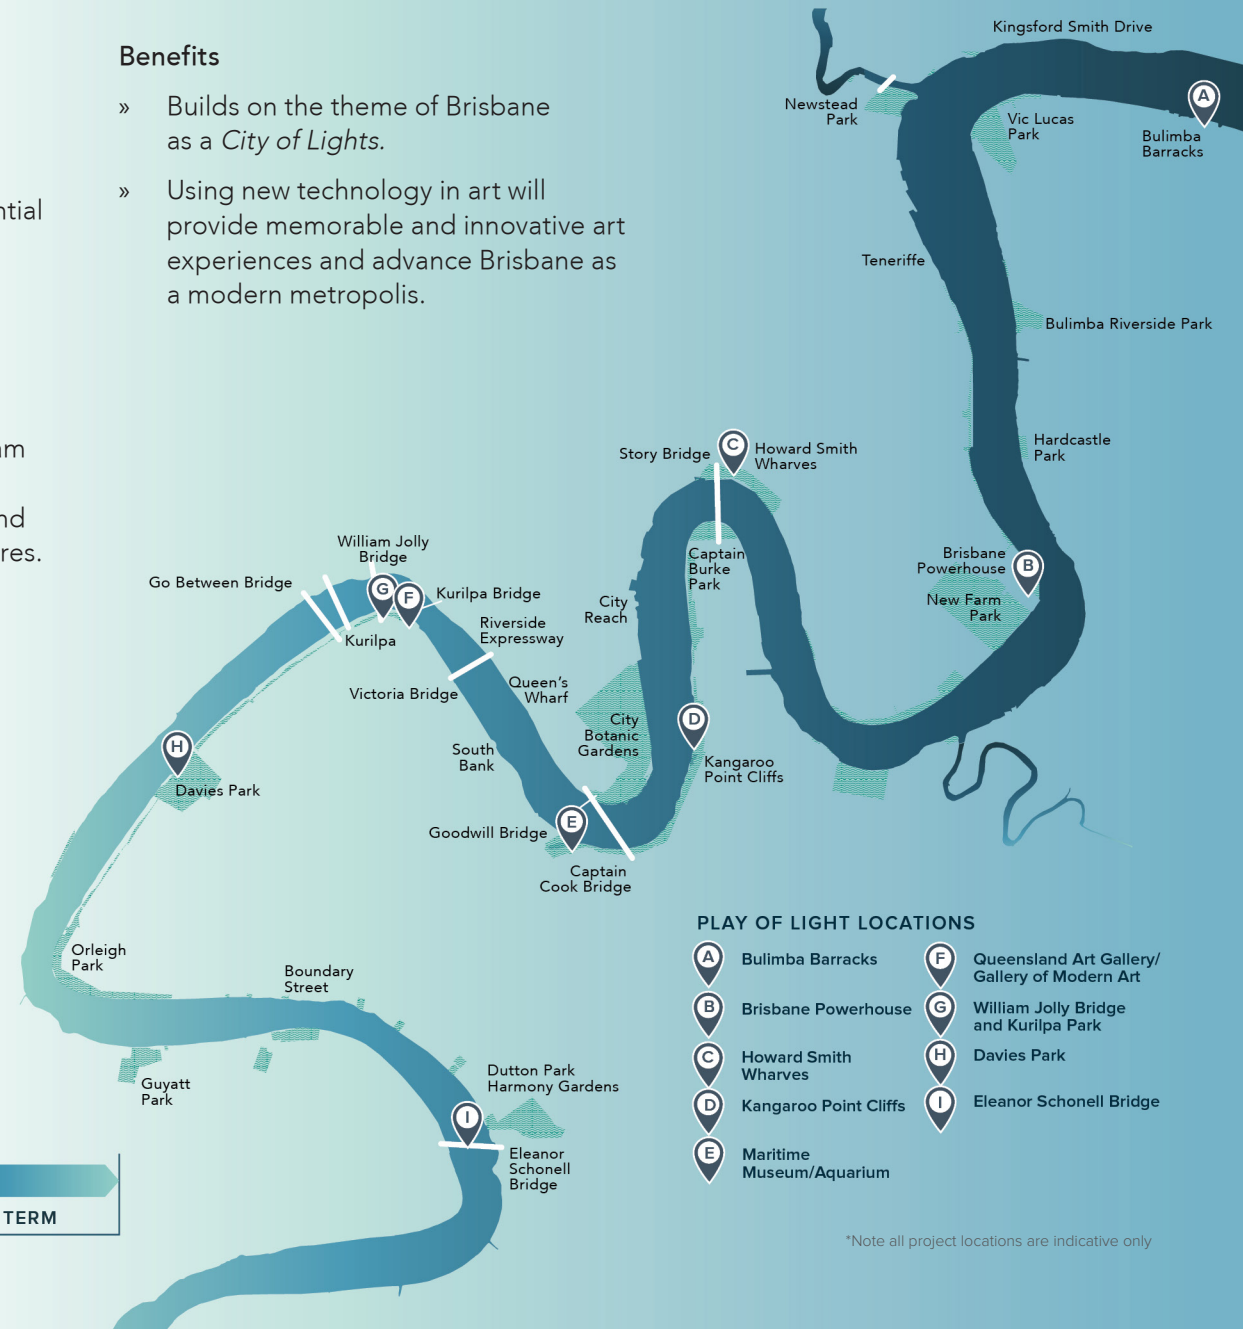 Benefits
» Builds on the theme of Brisbane
as a City of Lights.
» Using new technology in art will
provide memorable and innovative art
experiences and advance Brisbane as
a modern metropolis.
res.
TERM
Kingsford Smith Drive
A
Newstead
Park
Vic Lucas
Park
Bulimba
Barracks
Teneriffe
Bulimba Riverside Park
Hardcastle
Park
C
Story Bridge
Howard Smith
Wharves
Captain
Burke
Park
Brisbane
Powerhouse
B
New Farm
Park
City
Reach
William Jolly
Bridge
Go Between Bridge
G
F
Kurilpa Bridge
Kurilpa
Riverside
Expressway
Victoria Bridge
Queen's
Wharf
City
Botanic
Gardens
D
Kangaroo
Point Cliffs
South
Bank
H
Davies Park
E
Goodwill Bridge
Captain
Cook Bridge
Orleigh
Park
Boundary
Street
Guyatt
Park
Dutton Park
Harmony Gardens
I
Eleanor
Schonell
Bridge
PLAY OF LIGHT LOCATIONS
A Bulimba Barracks
B Brisbane Powerhouse
C Howard Smith
Wharves
D Kangaroo Point Cliffs
E Maritime
Museum/Aquarium
F Queensland Art Gallery/
Gallery of Modern Art
G William Jolly Bridge
and Kurilpa Park
H Davies Park
I Eleanor Schonell Bridge
*Note all project locations are indicative only